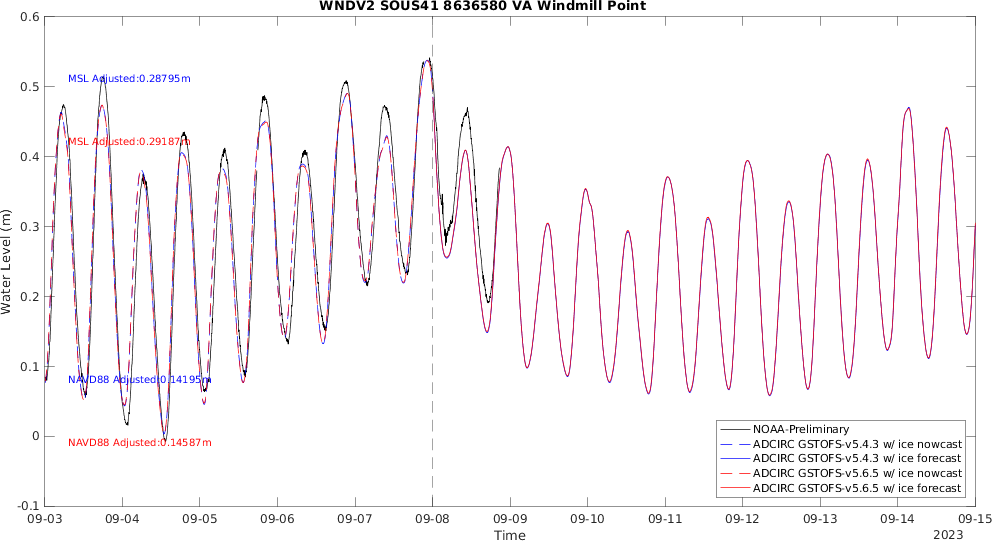 WNDV2 SOUS41 8636580 VA Windmill Point
0.6
0.5
0.4
0.3
0.2
0.1
0
-0.1
Water Level (m)
MSL Adjusted:0.28795m
MSL Adjusted:0.29187m
NAVD88 Adjusted:0.14195m
NAVD88 Adjusted:0.14587m
NOAA-Preliminary
ADCIRC GSTOFS-v5.4.3 w/ ice nowcast
ADCIRC GSTOFS-v5.4.3 w/ ice forecast
ADCIRC GSTOFS-v5.6.5 w/ ice nowcast
ADCIRC GSTOFS-v5.6.5 w/ ice forecast
09-03 09-04 09-05 09-06 09-07 09-08 09-09 09-10 09-11 09-12 09-13 09-14 09-15
Time
2023